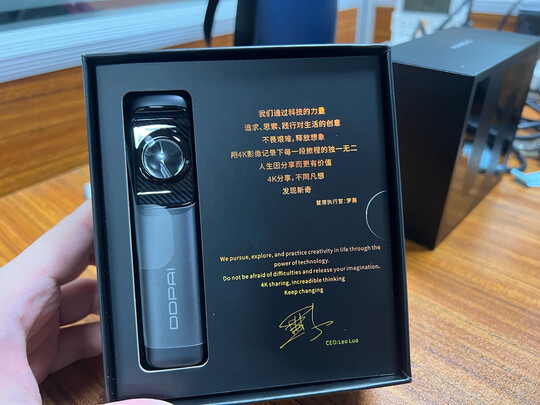 我们通过科技的力量
追求、思索、践行对生活的创意
不畏艰难，释放想象
用4K影像记录下每一段旅程的独一无二
人生因分享而更有价值
4K分享，不同凡想
发现新奇
首席执行官：罗晨
We pursue, explore, and practice creativity in life through the
power of technology.
Do not be afraid of difficulties and release your imagination.
4K sharing, increadible thinking
Keep changing
CEO:Leo Luo
DDPAI